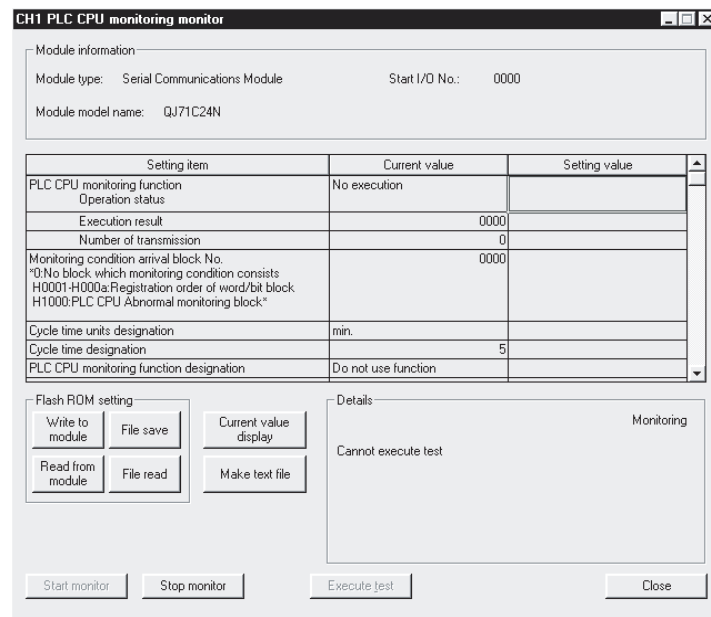 CH1 PLC CPU monitoring monitor
Module information
Module type: Serial Communications Module Start I/O No.: 0000
Module model name: QJ71C24N
Setting item Current value Setting value
PLC CPU monitoring function No execution
Operation status
Execution result 0000
Number of transmission 0
Monitoring condition arrival block No. 0000
*0:No block which monitoring condition consists
H0001-H000a:Registration order of word/bit block
H1000:PLC CPU Abnormal monitoring block*
Cycle time units designation min.
Cycle time designation 5
PLC CPU monitoring function designation Do not use function
Flash ROM setting
Write to
module
File save
Current value
display
Read from
module
File read
Make text file
Details
Monitoring
Cannot execute test
Start monitor Stop monitor Execute test Close